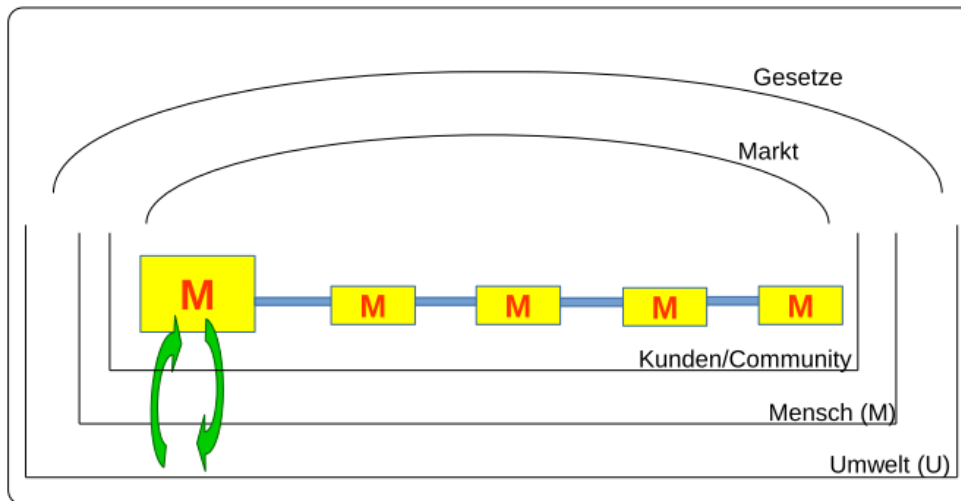 Gesetze
Markt
M
M
M
M
M
Kunden/Community
Mensch (M)
Umwelt (U)